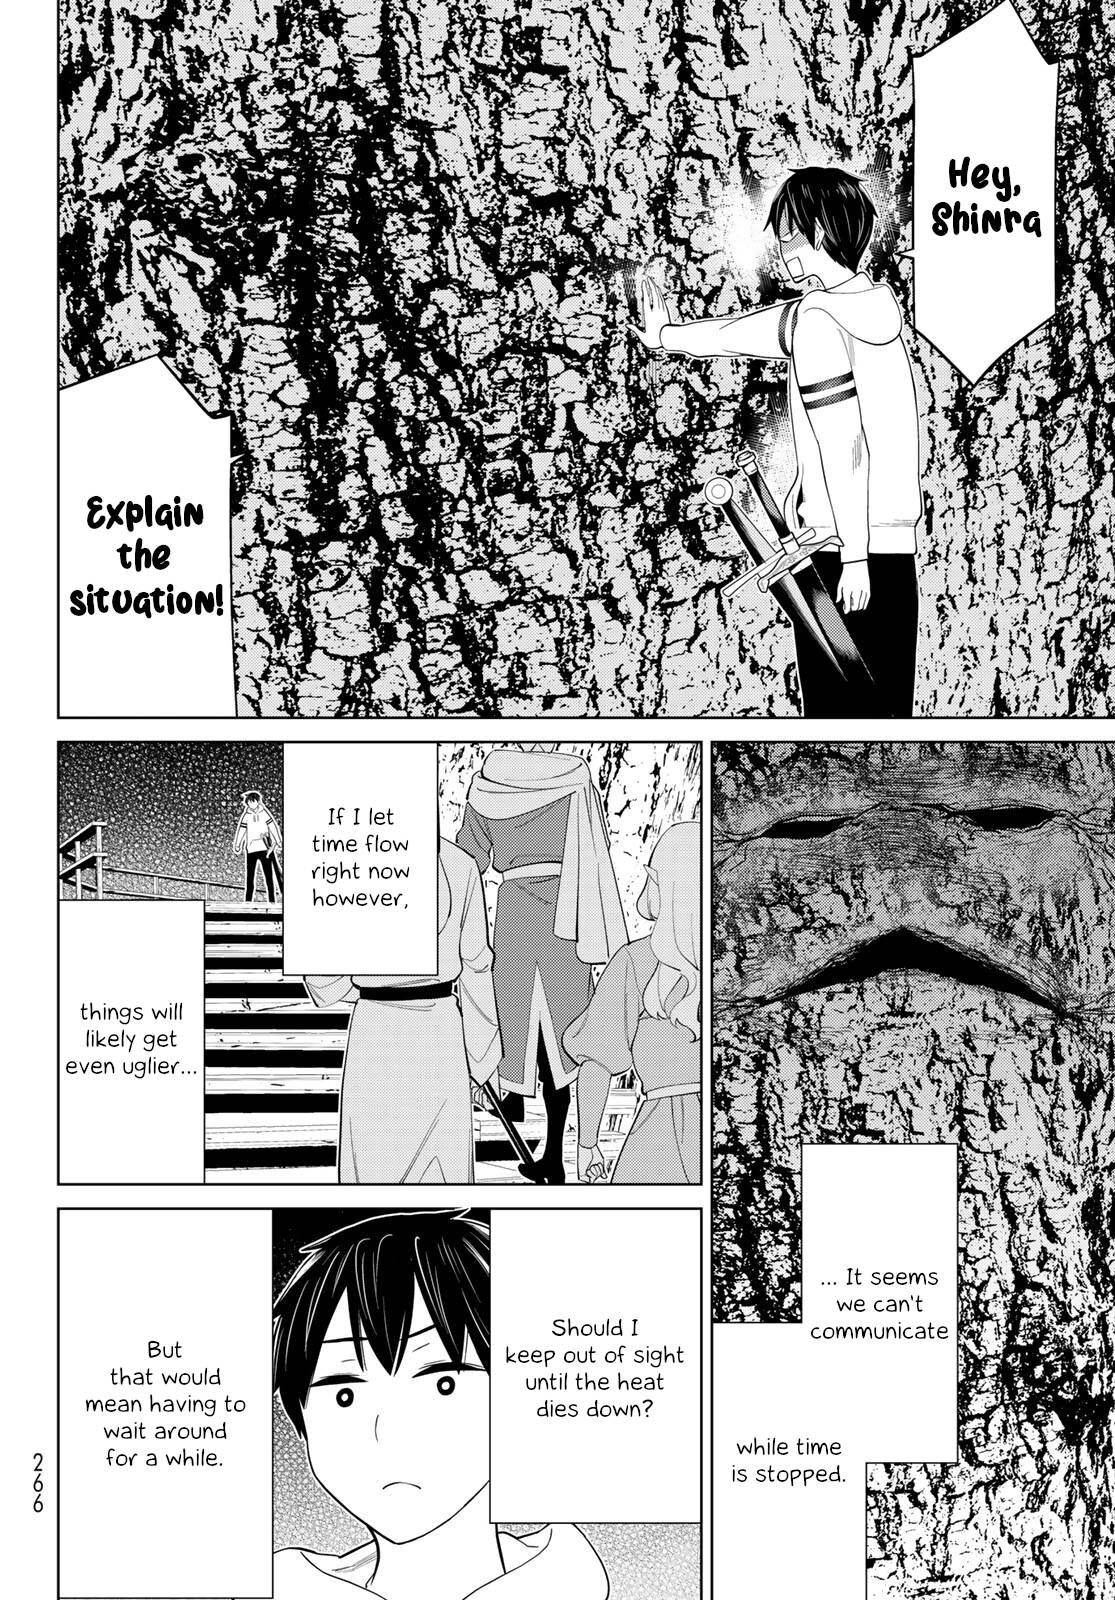 Hey,
Shinra
Explain
the
situation!
... It seems
we can't
communicate
while time
is stopped.
If I let
time flow
right now
however,
things will
likely get
even uglier...
Should I
keep out of sight
until the heat
dies down?
But
that would
mean having to
wait around
for a while.
266